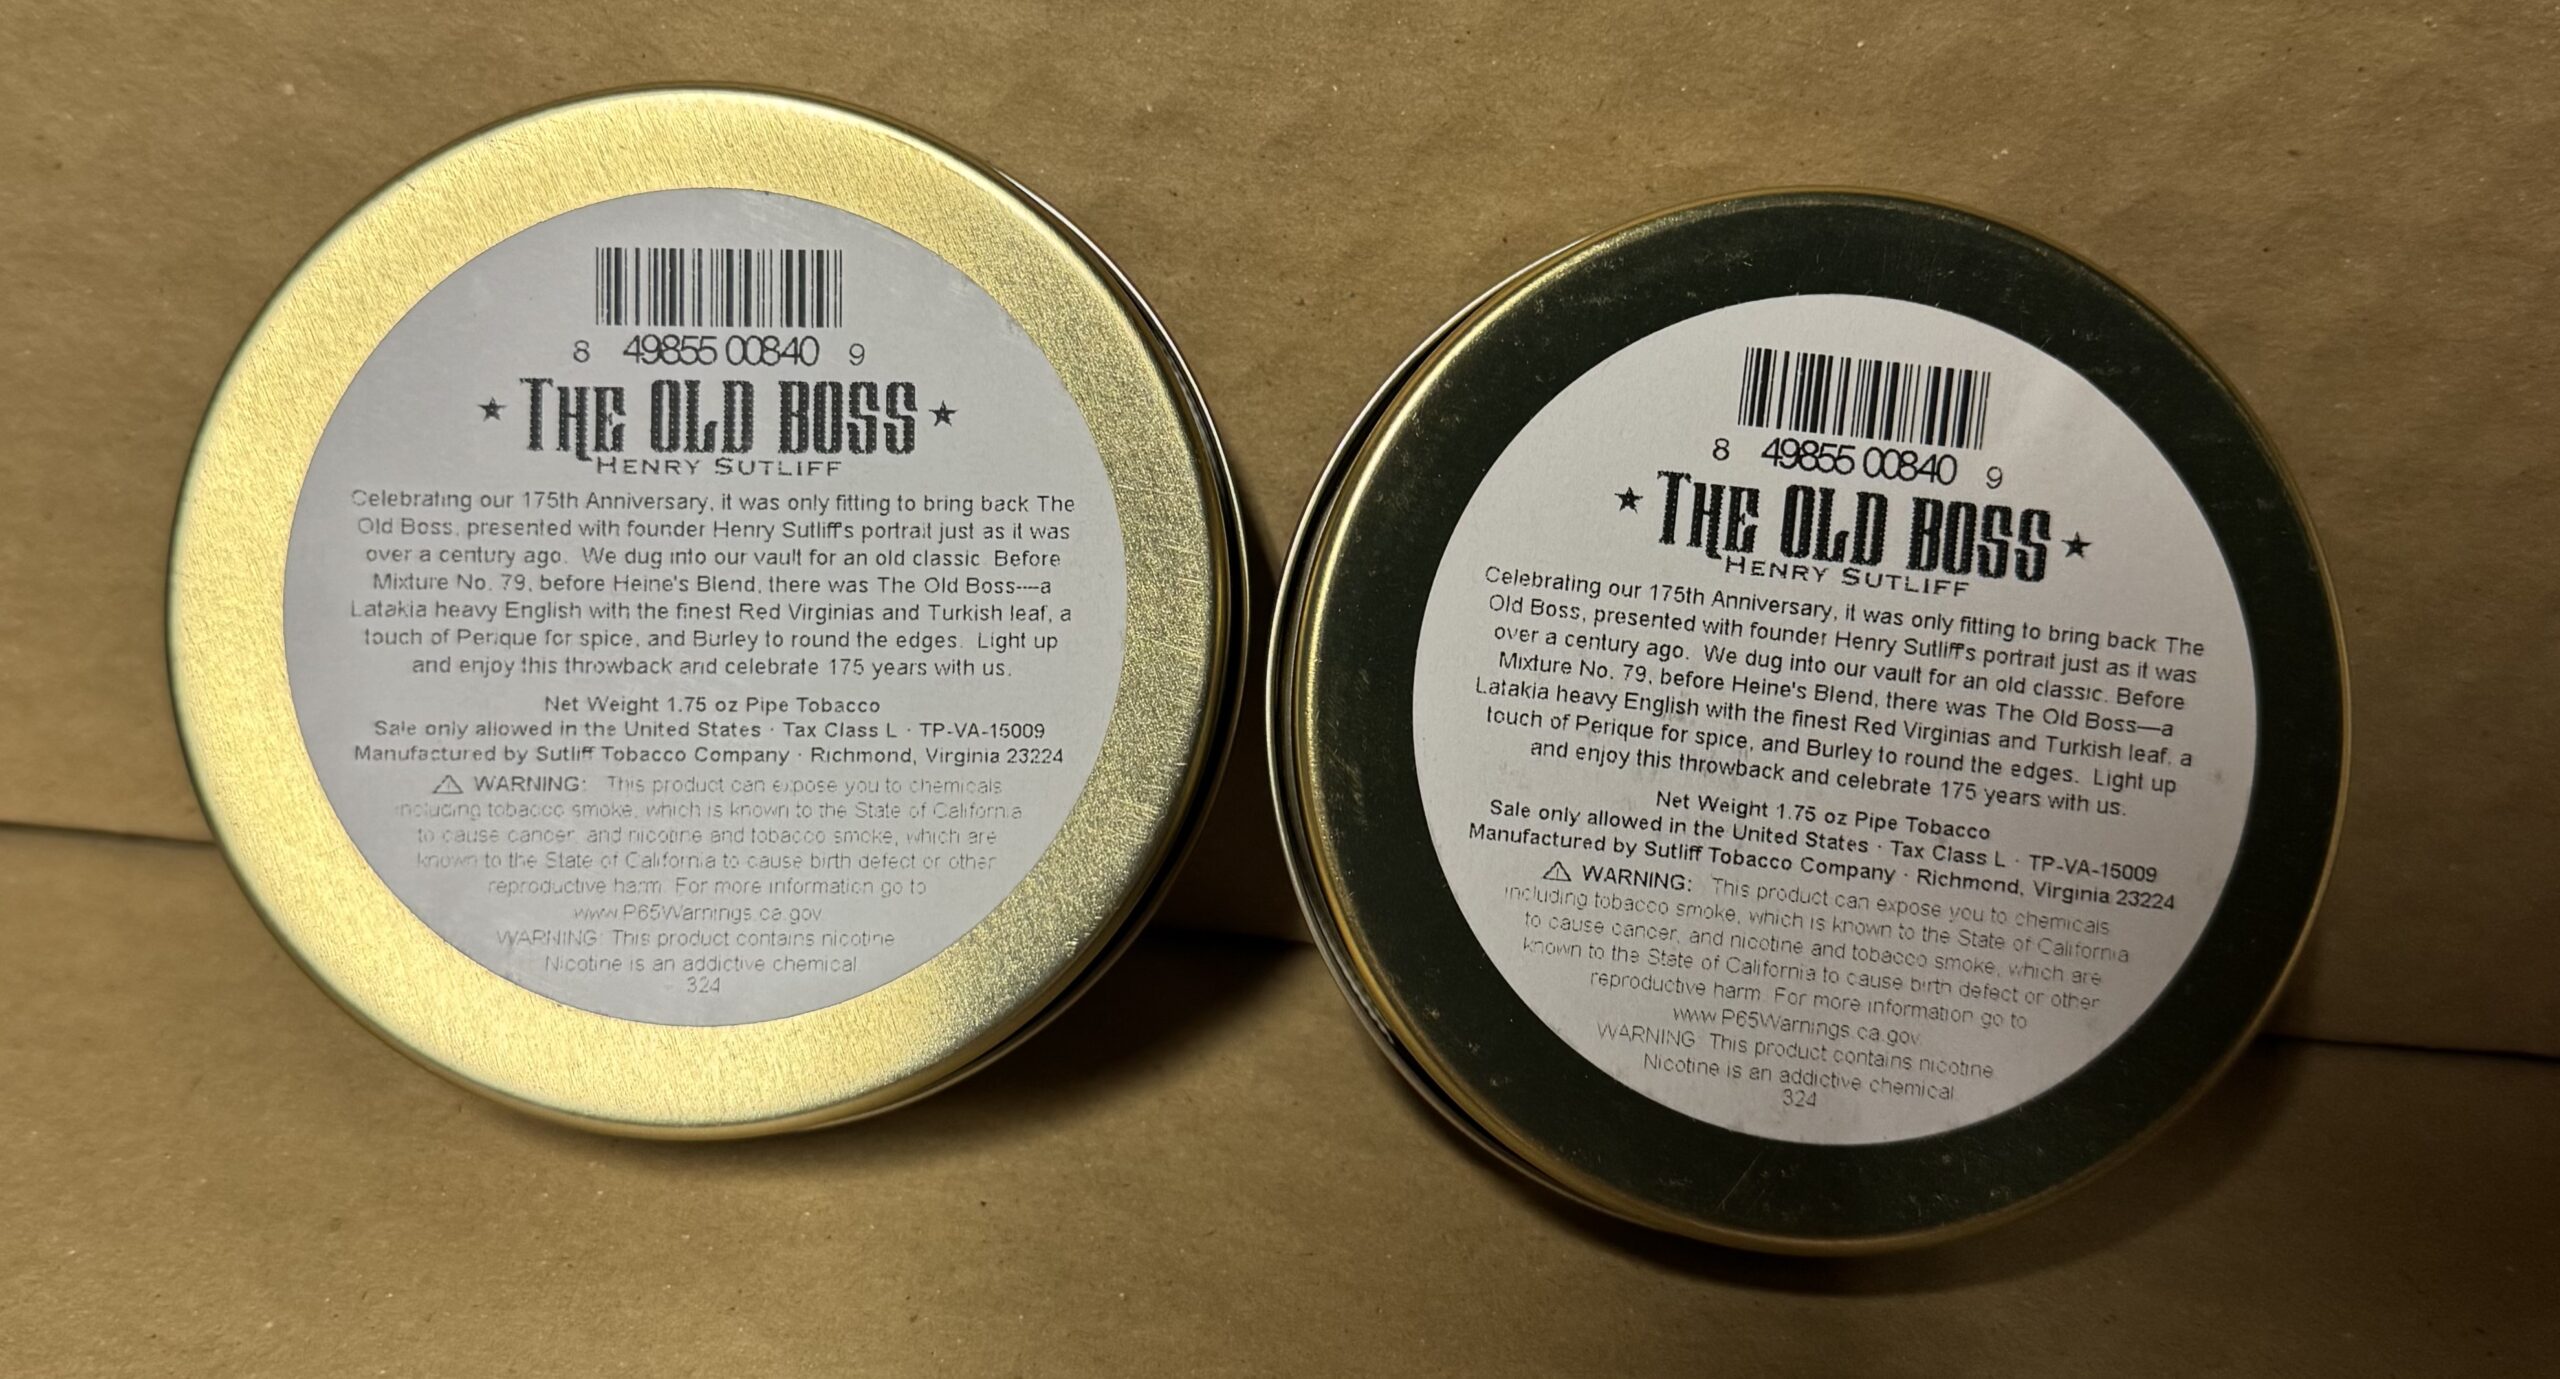 8 49855 00840 9
★ THE OLD BOSS ★
HENRY SUTLIFF
Celebrating our 175th Anniversary, it was only fitting to bring back The
Old Boss, presented with founder Henry Sutliff's portrait just as it was
over a century ago. We dug into our vault for an old classic. Before
Mixture No. 79, before Heine's Blend, there was The Old Boss---a
Latakia heavy English with the finest Red Virginias and Turkish leaf, a
touch of Perique for spice, and Burley to round the edges. Light up
and enjoy this throwback and celebrate 175 years with us.
Net Weight 1.75 oz Pipe Tobacco
Sale only allowed in the United States · Tax Class L · TP-VA-15009
Manufactured by Sutliff Tobacco Company · Richmond, Virginia 23224
⚠ WARNING: This product can expose you to chemicals
including tobacco smoke, which is known to the State of California
to cause cancer, and nicotine and tobacco smoke, which are
known to the State of California to cause birth defect or other
reproductive harm. For more information go to
www.P65Warnings.ca.gov
WARNING: This product contains nicotine.
Nicotine is an addictive chemical.
324
8 49855 00840 9
★ THE OLD BOSS ★
HENRY SUTLIFF
Celebrating our 175th Anniversary, it was only fitting to bring back The
Old Boss, presented with founder Henry Sutliff's portrait just as it was
over a century ago. We dug into our vault for an old classic. Before
Mixture No. 79, before Heine's Blend, there was The Old Boss—a
Latakia heavy English with the finest Red Virginias and Turkish leaf, a
touch of Perique for spice, and Burley to round the edges. Light up
and enjoy this throwback and celebrate 175 years with us.
Net Weight 1.75 oz Pipe Tobacco
Sale only allowed in the United States · Tax Class L · TP-VA-15009
Manufactured by Sutliff Tobacco Company · Richmond, Virginia 23224
⚠ WARNING: This product can expose you to chemicals
including tobacco smoke, which is known to the State of California
to cause cancer, and nicotine and tobacco smoke, which are
known to the State of California to cause birth defect or other
reproductive harm. For more information go to
www.P65Warnings.ca.gov
WARNING: This product contains nicotine.
Nicotine is an addictive chemical.
324